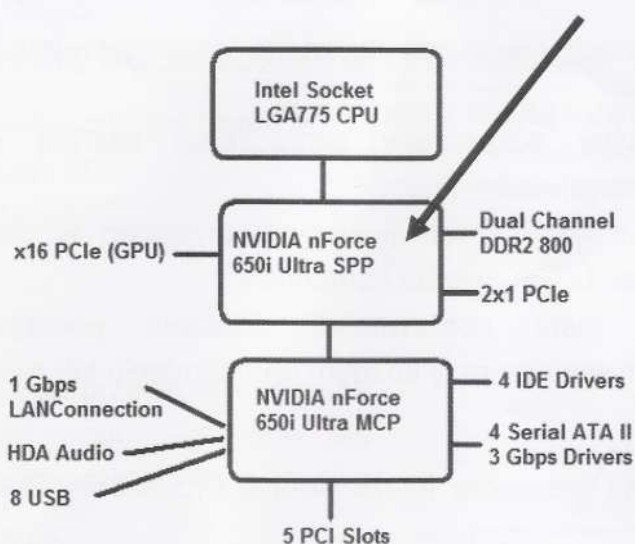 Intel Socket
LGA775 CPU
x16 PCIe (GPU)
NVIDIA nForce
650i Ultra SPP
Dual Channel
DDR2 800
2x1 PCIe
1 Gbps
LANConnection
HDA Audio
8 USB
NVIDIA nForce
650i Ultra MCP
4 IDE Drivers
4 Serial ATA II
3 Gbps Drivers
5 PCI Slots